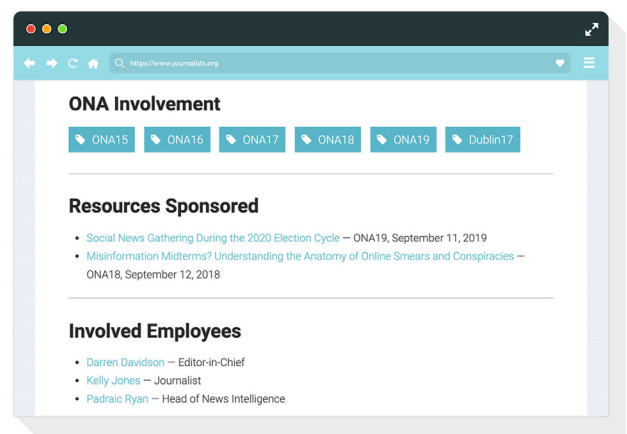 https://www.journalists.org
ONA Involvement
ONA15 ONA16 ONA17 ONA18 ONA19 Dublin17
Resources Sponsored
• Social News Gathering During the 2020 Election Cycle — ONA19, September 11, 2019
• Misinformation Midterms? Understanding the Anatomy of Online Smears and Conspiracies —
ONA18, September 12, 2018
Involved Employees
• Darren Davidson — Editor-in-Chief
• Kelly Jones — Journalist
• Padraic Ryan — Head of News Intelligence